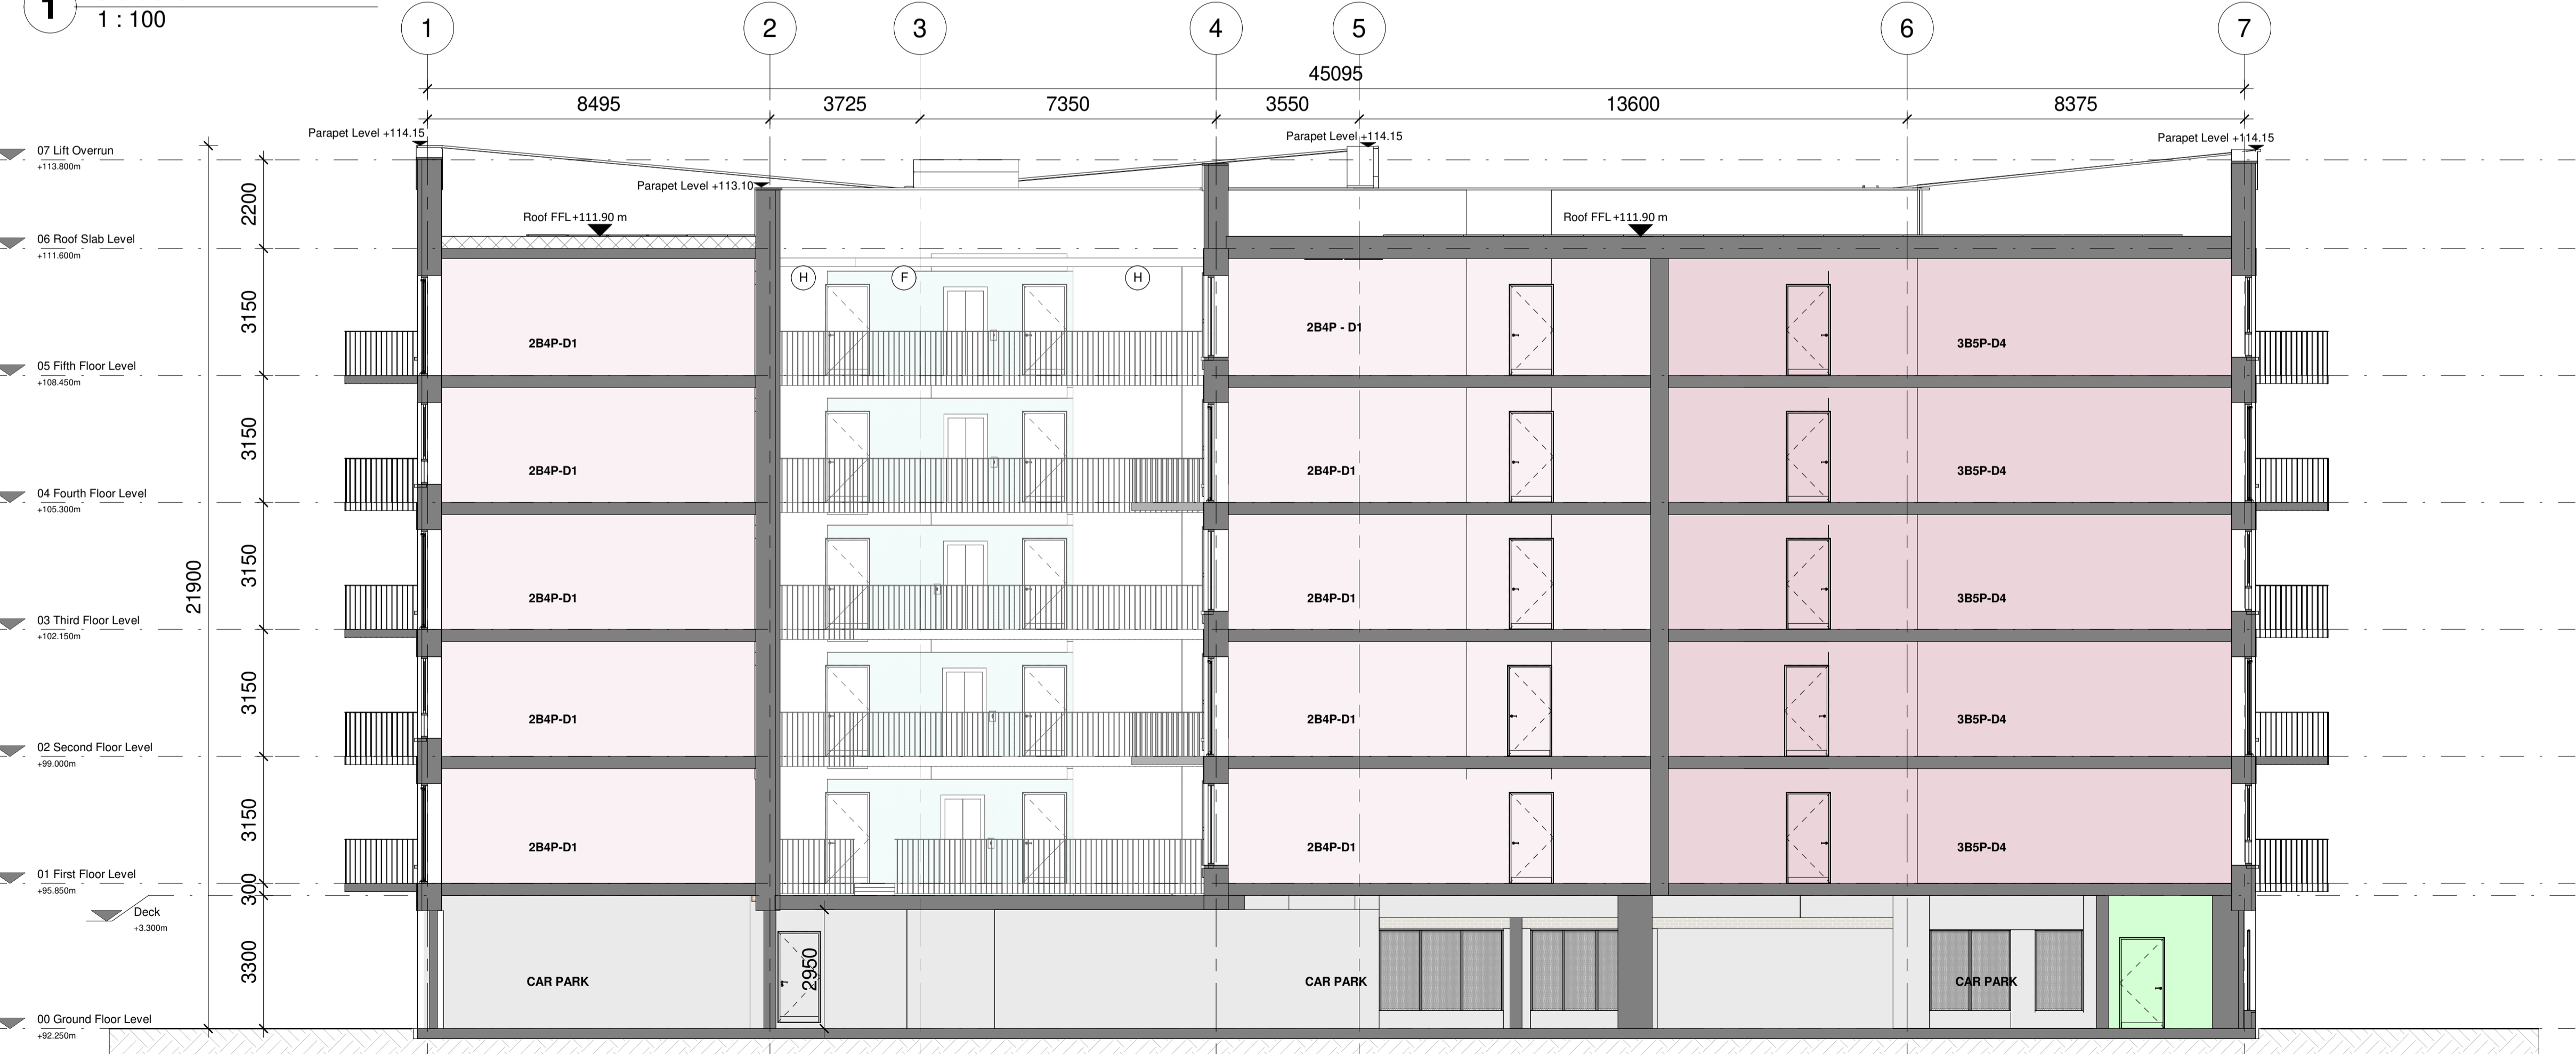 1
1 : 100
1
2
3
4
5
6
7
45095
8495
3725
7350
3550
13600
8375
Parapet Level +114.15
Parapet Level +114.15
Parapet Level +114.15
07 Lift Overrun
+113.800m
Parapet Level +113.10
2200
Roof FFL +111.90 m
Roof FFL +111.90 m
06 Roof Slab Level
+111.600m
H
F
H
3150
2B4P-D1
2B4P - D1
3B5P-D4
05 Fifth Floor Level
+108.450m
3150
2B4P-D1
2B4P-D1
3B5P-D4
04 Fourth Floor Level
+105.300m
21900
3150
2B4P-D1
2B4P-D1
3B5P-D4
03 Third Floor Level
+102.150m
3150
2B4P-D1
2B4P-D1
3B5P-D4
02 Second Floor Level
+99.000m
3150
2B4P-D1
2B4P-D1
3B5P-D4
01 First Floor Level
+95.850m
300
Deck
+3.300m
3300
2950
CAR PARK
CAR PARK
CAR PARK
00 Ground Floor Level
+92.250m